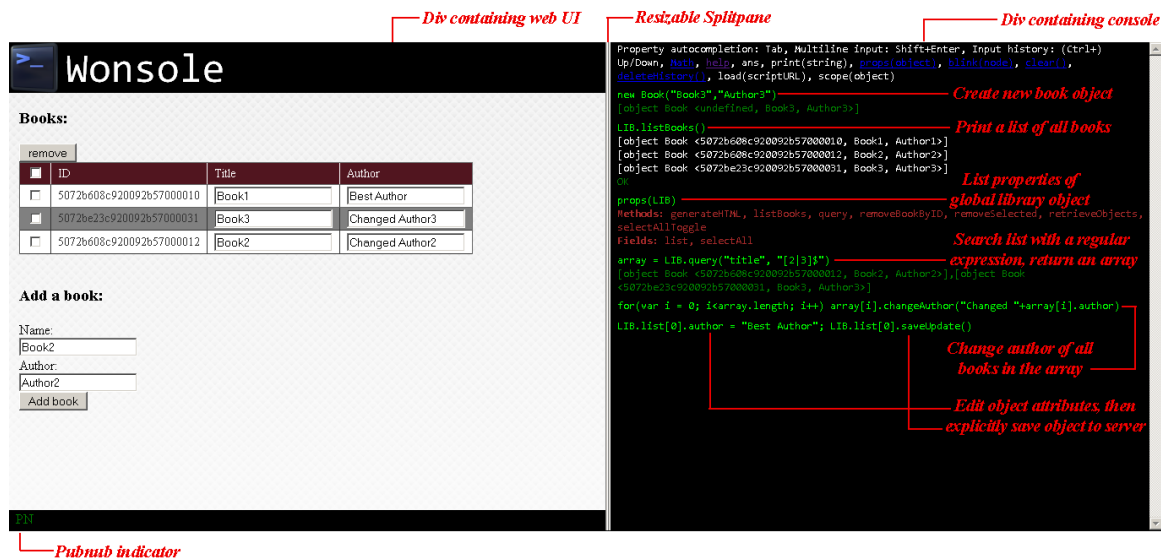 Div containing web UI
Resizable Splitpane
Div containing console
>_ Wonsole
Books:
remove
ID Title Author
5072b608c920092b57000010 Book1 Best Author
5072be23c920092b57000031 Book3 Changed Author3
5072b608c920092b57000012 Book2 Changed Author2
Add a book:
Name:
Book2
Author:
Author2
Add book
PN
Pubnub indicator
Property autocompletion: Tab, Multiline input: Shift+Enter, Input history: (Ctrl+)
Up/Down, Math, help, ans, print(string), props(object), blink(node), clear(),
deletehistory(), load(scriptURL), scope(object)
new Book("Book3","Author3")
Create new book object
[object Book <undefined, Book3, Author3>]
LIB.listBooks()
Print a list of all books
[object Book <5072b608c920092b57000010, Book1, Author1>]
[object Book <5072b608c920092b57000012, Book2, Author2>]
[object Book <5072be23c920092b57000031, Book3, Author3>]
OK
List properties of
global library object
props(LIB)
Methods: generateHTML, listBooks, query, removeBookByID, removeSelected, retrieveObjects,
selectAllToggle
Fields: list, selectAll
Search list with a regular
expression, return an array
array = LIB.query("title", "[2|3]$")
[object Book <5072b608c920092b57000012, Book2, Author2>],[object Book
<5072be23c920092b57000031, Book3, Author3>]
for(var i = 0; i<array.length; i++) array[i].changeAuthor("Changed "+array[i].author)
LIB.list[0].author = "Best Author"; LIB.list[0].saveUpdate()
Change author of all
books in the array
Edit object attributes, then
explicitly save object to server